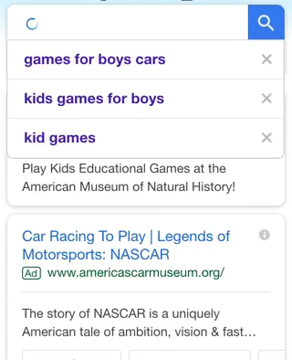 games for boys cars
kids games for boys
kid games
Play Kids Educational Games at the
American Museum of Natural History!
Car Racing To Play | Legends of
Motorsports: NASCAR
Ad www.americascarmuseum.org/
The story of NASCAR is a uniquely
American tale of ambition, vision & fast…